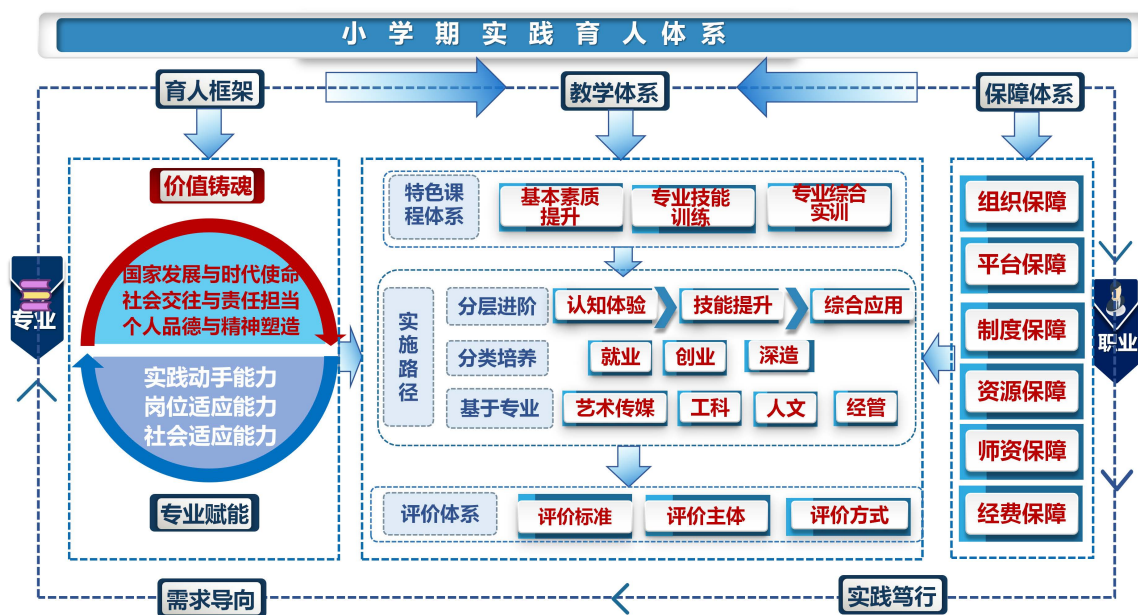 小学期实践育人体系
育人框架
教学体系
保障体系
价值铸魂
国家发展与时代使命
社会交往与责任担当
个人品德与精神塑造
实践动手能力
岗位适应能力
社会适应能力
专业赋能
专业
特色课
程体系
基本素质
提升
专业技能
训练
专业综合
实训
实施路径
分层进阶
认知体验
技能提升
综合应用
分类培养
就业
创业
深造
基于专业
艺术传媒
工科
人文
经管
评价体系
评价标准
评价主体
评价方式
组织保障
平台保障
制度保障
资源保障
师资保障
经费保障
职业
需求导向
实践笃行